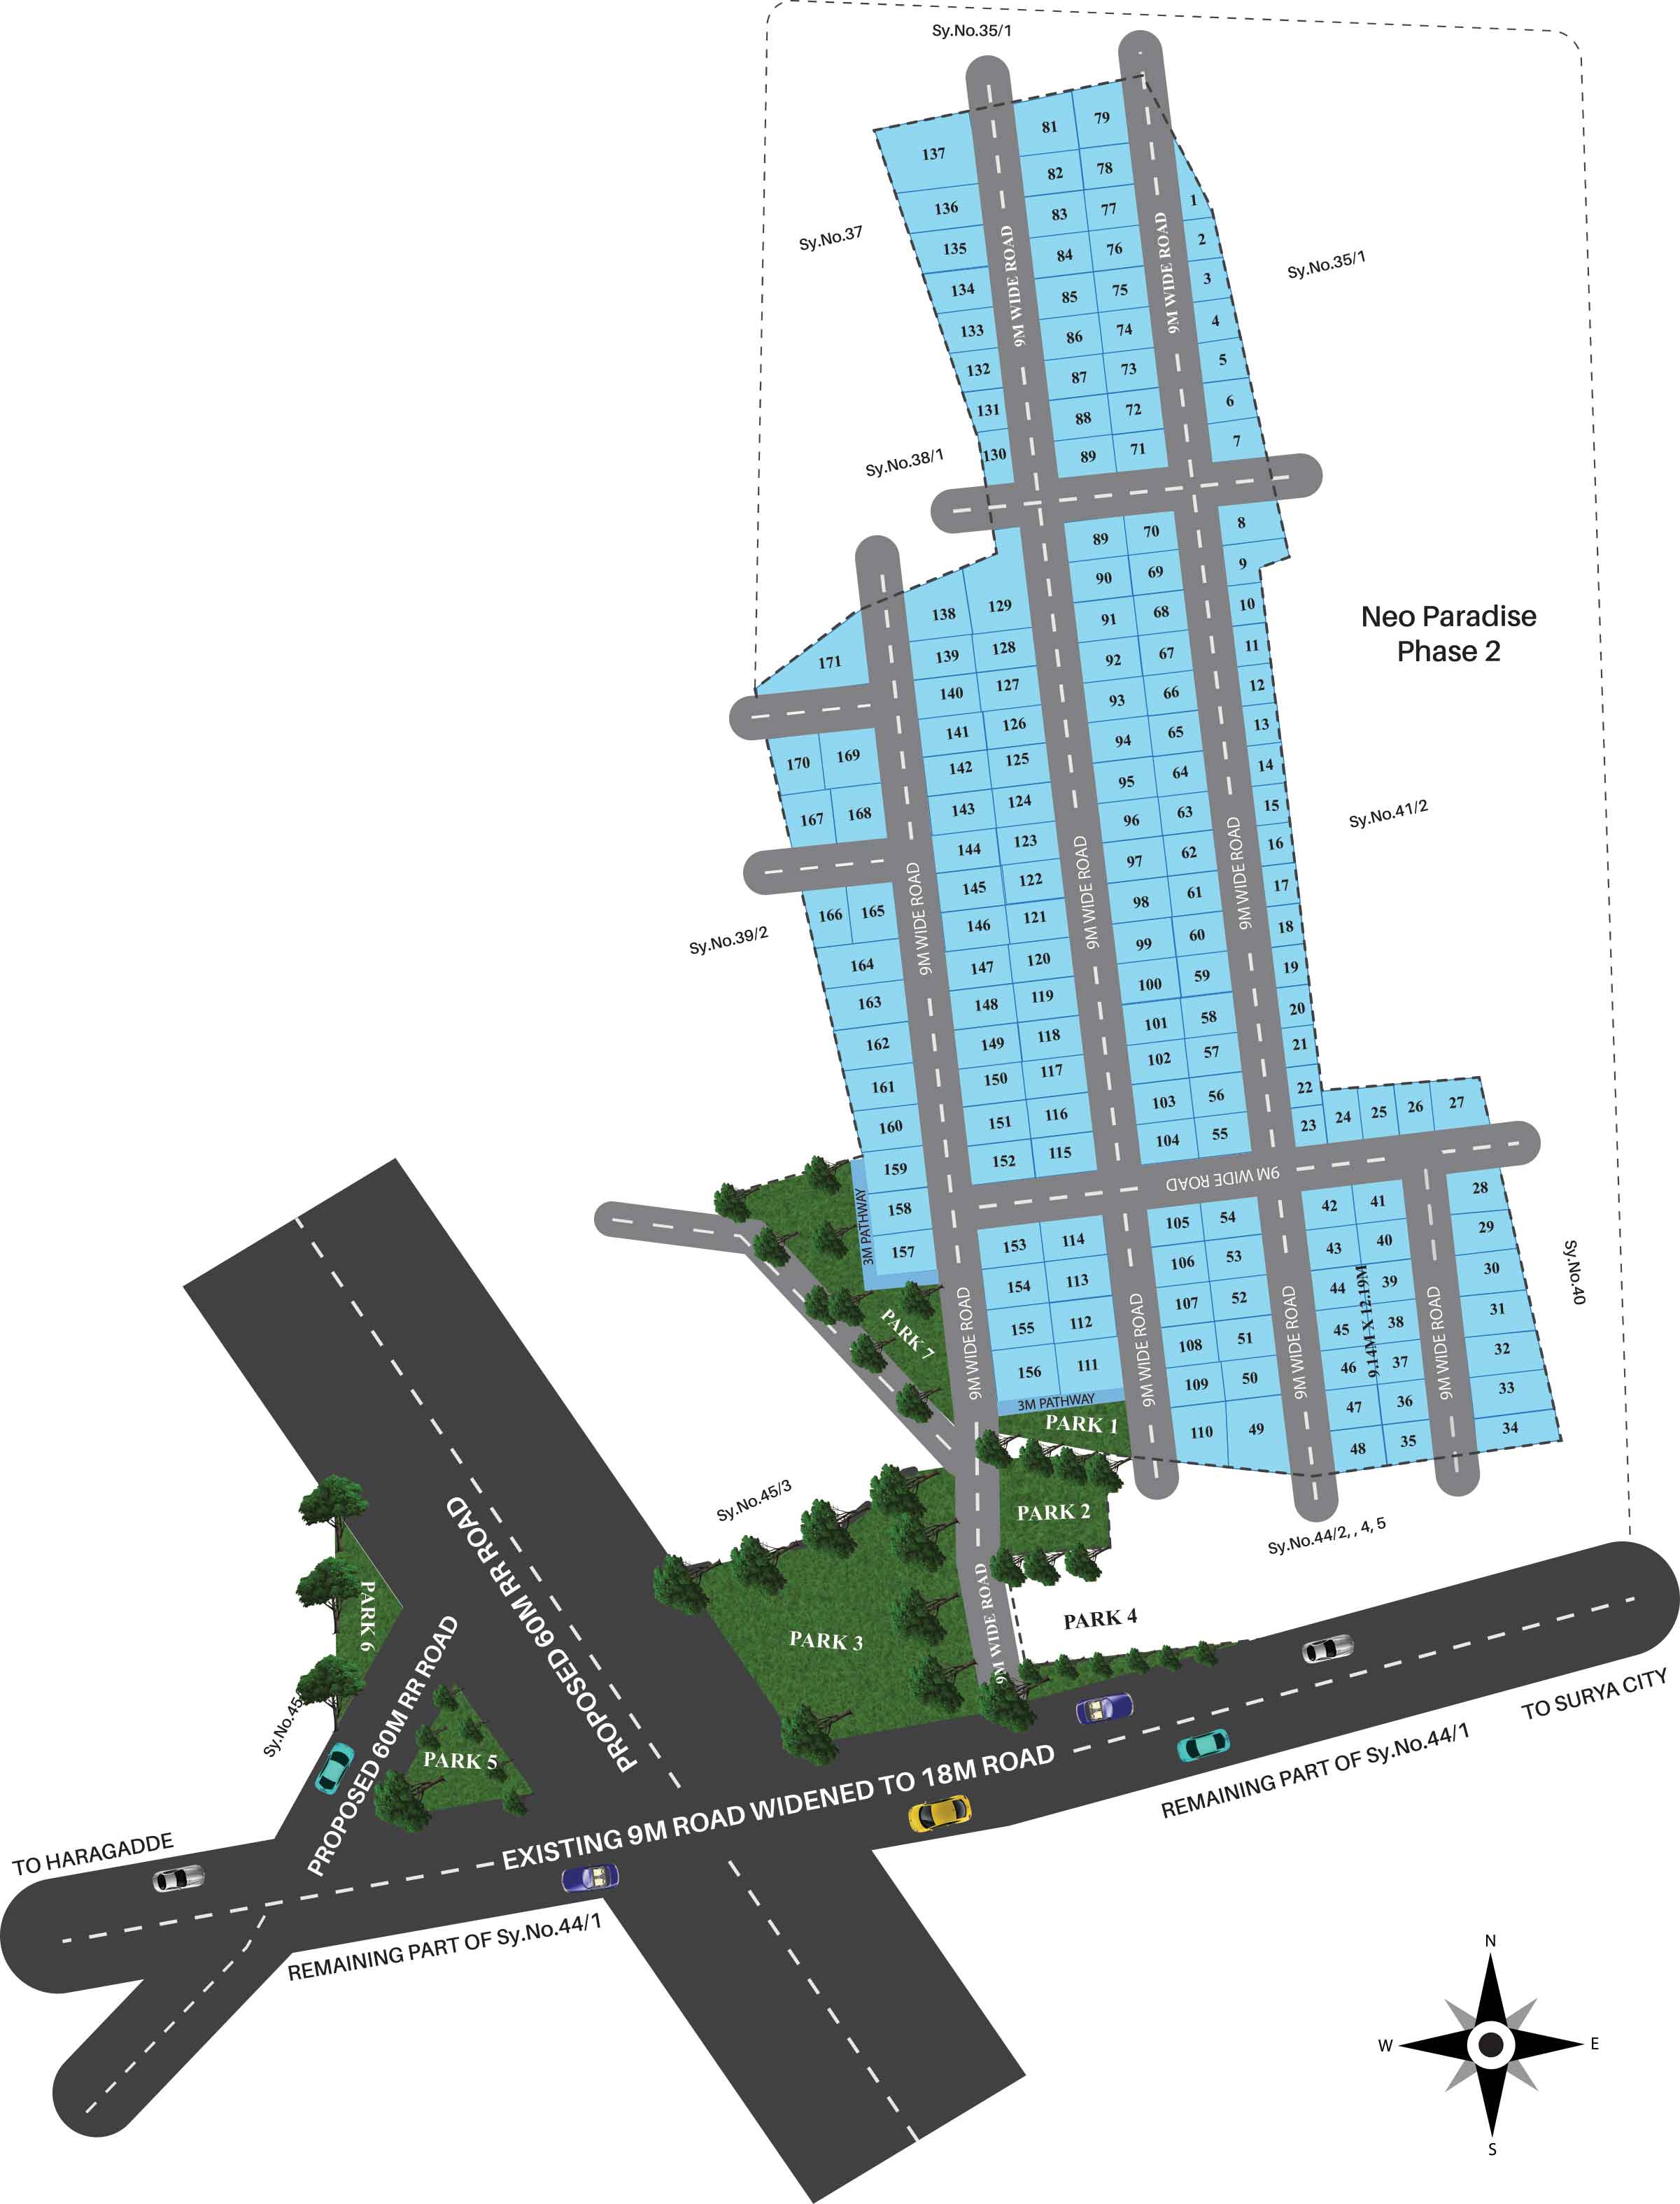 Sy.No.35/1
81 79
137
82 78
136
83 77
1
Sy.No.37
135
84 76
2
9M WIDE ROAD
9M WIDE ROAD
Sy.No.35/1
134
85 75
3
133
86 74
4
132
87 73
5
131
88 72
6
130
89 71
7
Sy.No.38/1
89 70
8
90 69
9
138 129
91 68
10
Neo Paradise
Phase 2
171
139 128
92 67
11
140 127
93 66
12
141 126
94 65
13
170 169
142 125
95 64
14
167 168
143 124
96 63
15
Sy.No.41/2
144 123
97 62
16
9M WIDE ROAD
9M WIDE ROAD
9M WIDE ROAD
145 122
98 61
17
166 165
146 121
99 60
18
Sy.No.39/2
164
147 120
100 59
19
163
148 119
101 58
20
162
149 118
102 57
21
161
150 117
103 56
22
160
151 116
104 55
23 24 25 26 27
159
152 115
9M WIDE ROAD
158
3M PATHWAY
157
153 114
105 54
42 41
28
154 113
106 53
43 40
29
155 112
107 52
44 39
30
156 111
108 51
45 38
31
109 50
46 37
32
110 49
47 36
33
48 35
34
9.14M X 12.19M
Sy.No.40
9M WIDE ROAD
9M WIDE ROAD
9M WIDE ROAD
9M WIDE ROAD
PARK 7
3M PATHWAY
PARK 1
Sy.No.45/3
PARK 2
Sy.No.44/2, , 4, 5
9M WIDE ROAD
PARK 4
PARK 3
PARK 6
PROPOSED 60M RR ROAD
PROPOSED 60M RR ROAD
Sy.No.45
PARK 5
EXISTING 9M ROAD WIDENED TO 18M ROAD
TO SURYA CITY
REMAINING PART OF Sy.No.44/1
TO HARAGADDE
REMAINING PART OF Sy.No.44/1
N
W E
S